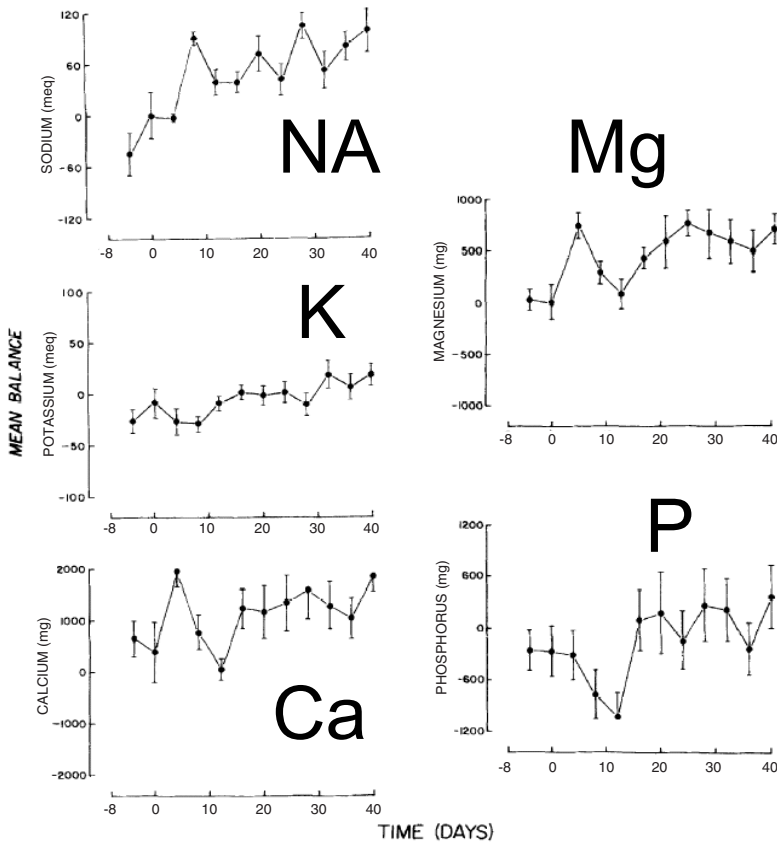 MEAN BALANCE
SODIUM (meq)
120
60
0
-60
-120
NA
-8 0 10 20 30 40
POTASSIUM (meq)
100
50
0
-50
-100
K
-8 0 10 20 30 40
CALCIUM (mg)
2000
1000
0
-1000
-2000
Ca
-8 0 10 20 30 40
MAGNESIUM (mg)
1000
500
0
-500
-1000
Mg
-8 0 10 20 30 40
PHOSPHORUS (mg)
1200
600
0
-600
-1200
P
-8 0 10 20 30 40
TIME (DAYS)